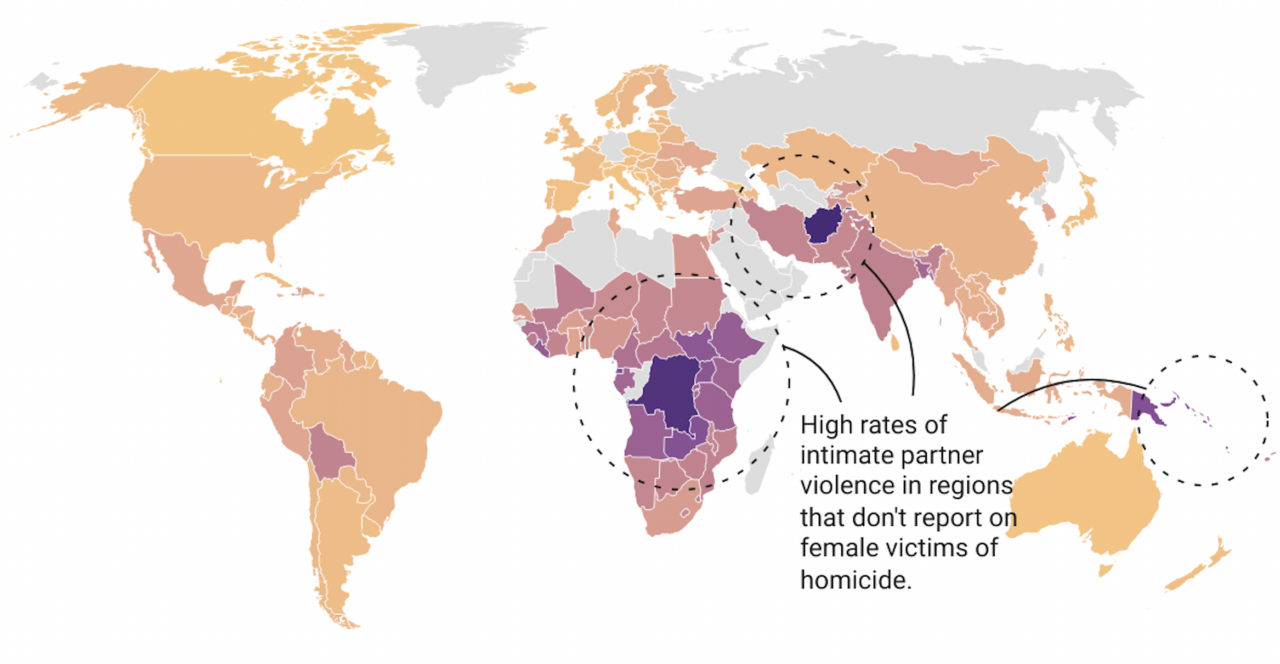 High rates of
intimate partner
violence in regions
that don't report on
female victims of
homicide.